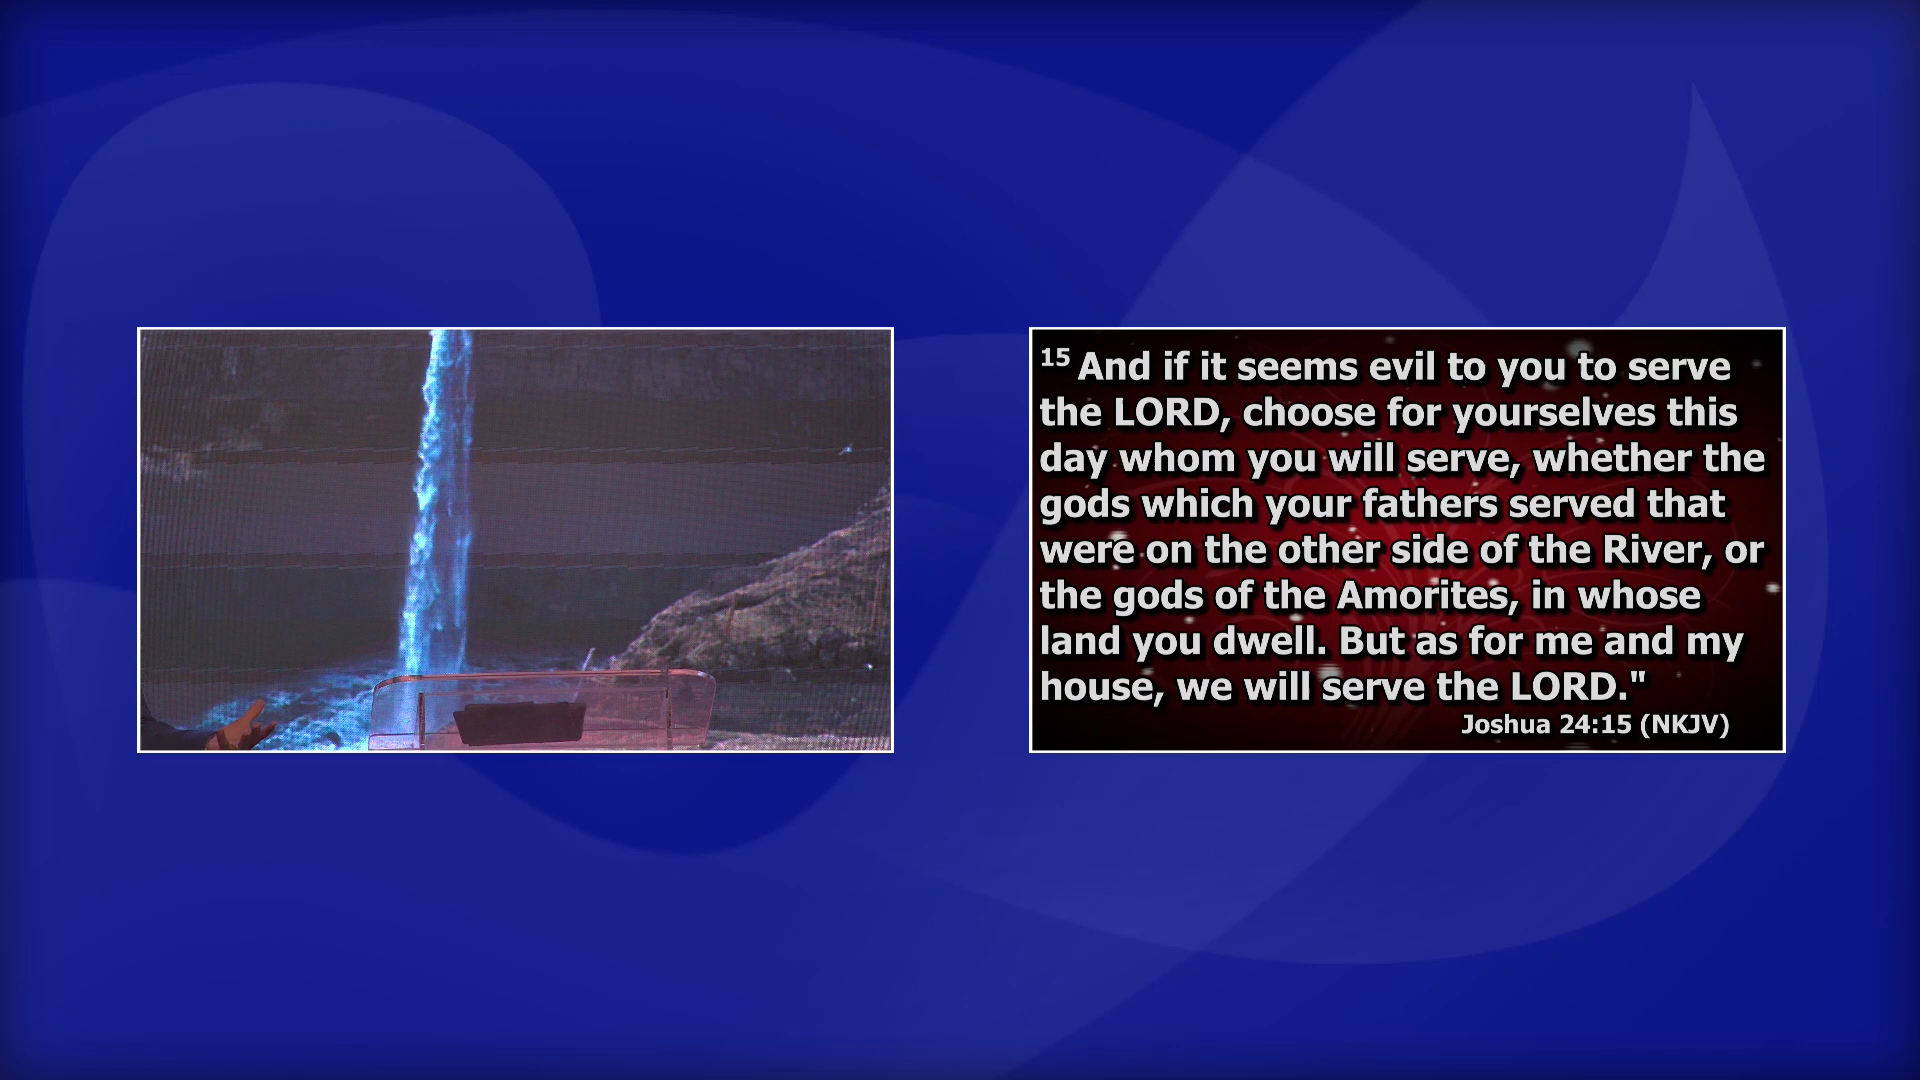 15 And if it seems evil to you to serve
the LORD, choose for yourselves this
day whom you will serve, whether the
gods which your fathers served that
were on the other side of the River, or
the gods of the Amorites, in whose
land you dwell. But as for me and my
house, we will serve the LORD."
Joshua 24:15 (NKJV)